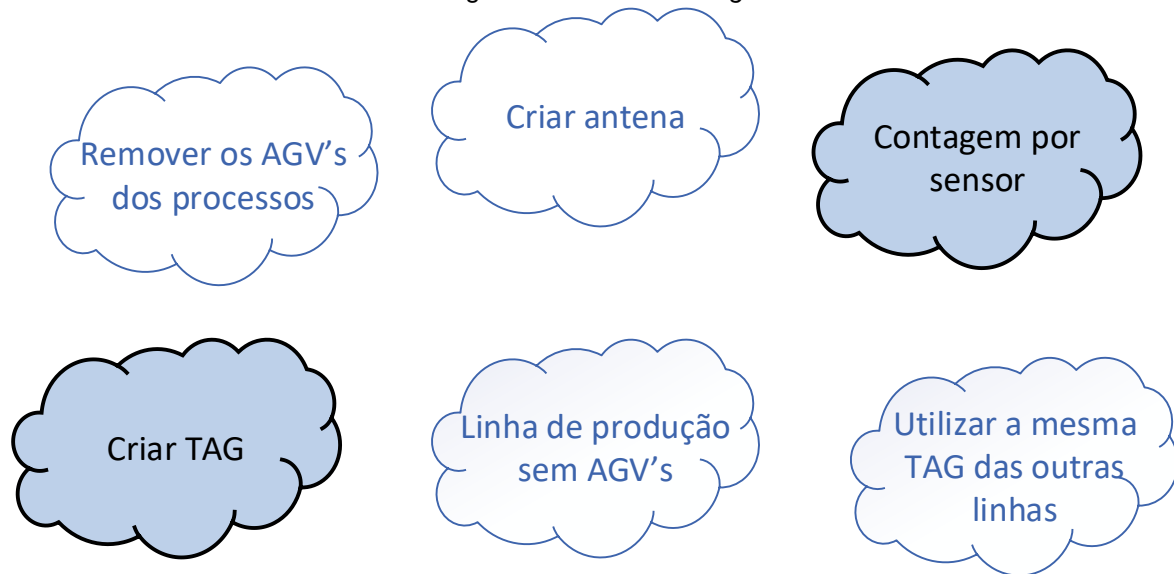 Remover os AGV's
dos processos
Criar antena
Contagem por
sensor
Criar TAG
Linha de produção
sem AGV's
Utilizar a mesma
TAG das outras
linhas